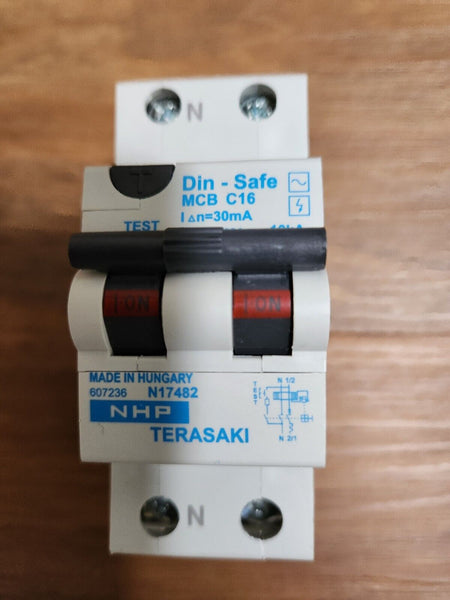 N
T
Din - Safe
MCB C16
I△n=30mA
TEST
I ON
I ON
MADE IN HUNGARY
607236 N17482
NHP
TERASAKI
TEST
N 1/2
N 2/1
N